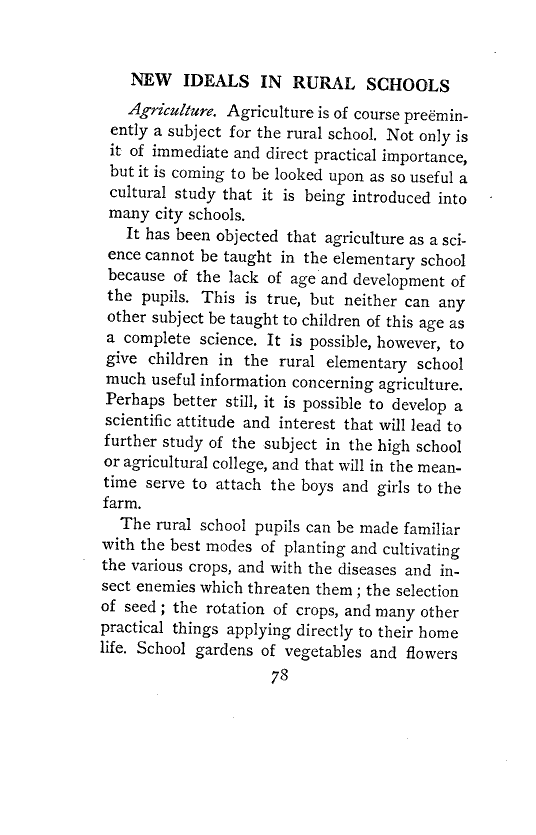 NEW IDEALS IN RURAL SCHOOLS
Agriculture. Agriculture is of course preëmin-
ently a subject for the rural school. Not only is
it of immediate and direct practical importance,
but it is coming to be looked upon as so useful a
cultural study that it is being introduced into
many city schools.
It has been objected that agriculture as a sci-
ence cannot be taught in the elementary school
because of the lack of age and development of
the pupils. This is true, but neither can any
other subject be taught to children of this age as
a complete science. It is possible, however, to
give children in the rural elementary school
much useful information concerning agriculture.
Perhaps better still, it is possible to develop a
scientific attitude and interest that will lead to
further study of the subject in the high school
or agricultural college, and that will in the mean-
time serve to attach the boys and girls to the
farm.
The rural school pupils can be made familiar
with the best modes of planting and cultivating
the various crops, and with the diseases and in-
sect enemies which threaten them ; the selection
of seed ; the rotation of crops, and many other
practical things applying directly to their home
life. School gardens of vegetables and flowers
78